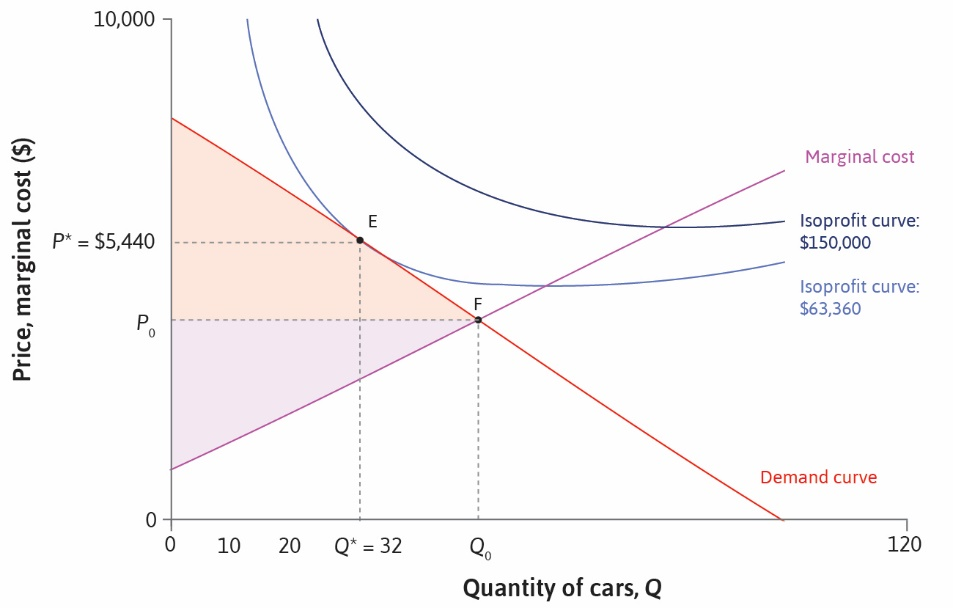 10,000
Price, marginal cost ($)
Marginal cost
Isoprofit curve:
$150,000
E
P* = $5,440
Isoprofit curve:
$63,360
F
P₀
Demand curve
0
0
10
20
Q* = 32
Q₀
120
Quantity of cars, Q